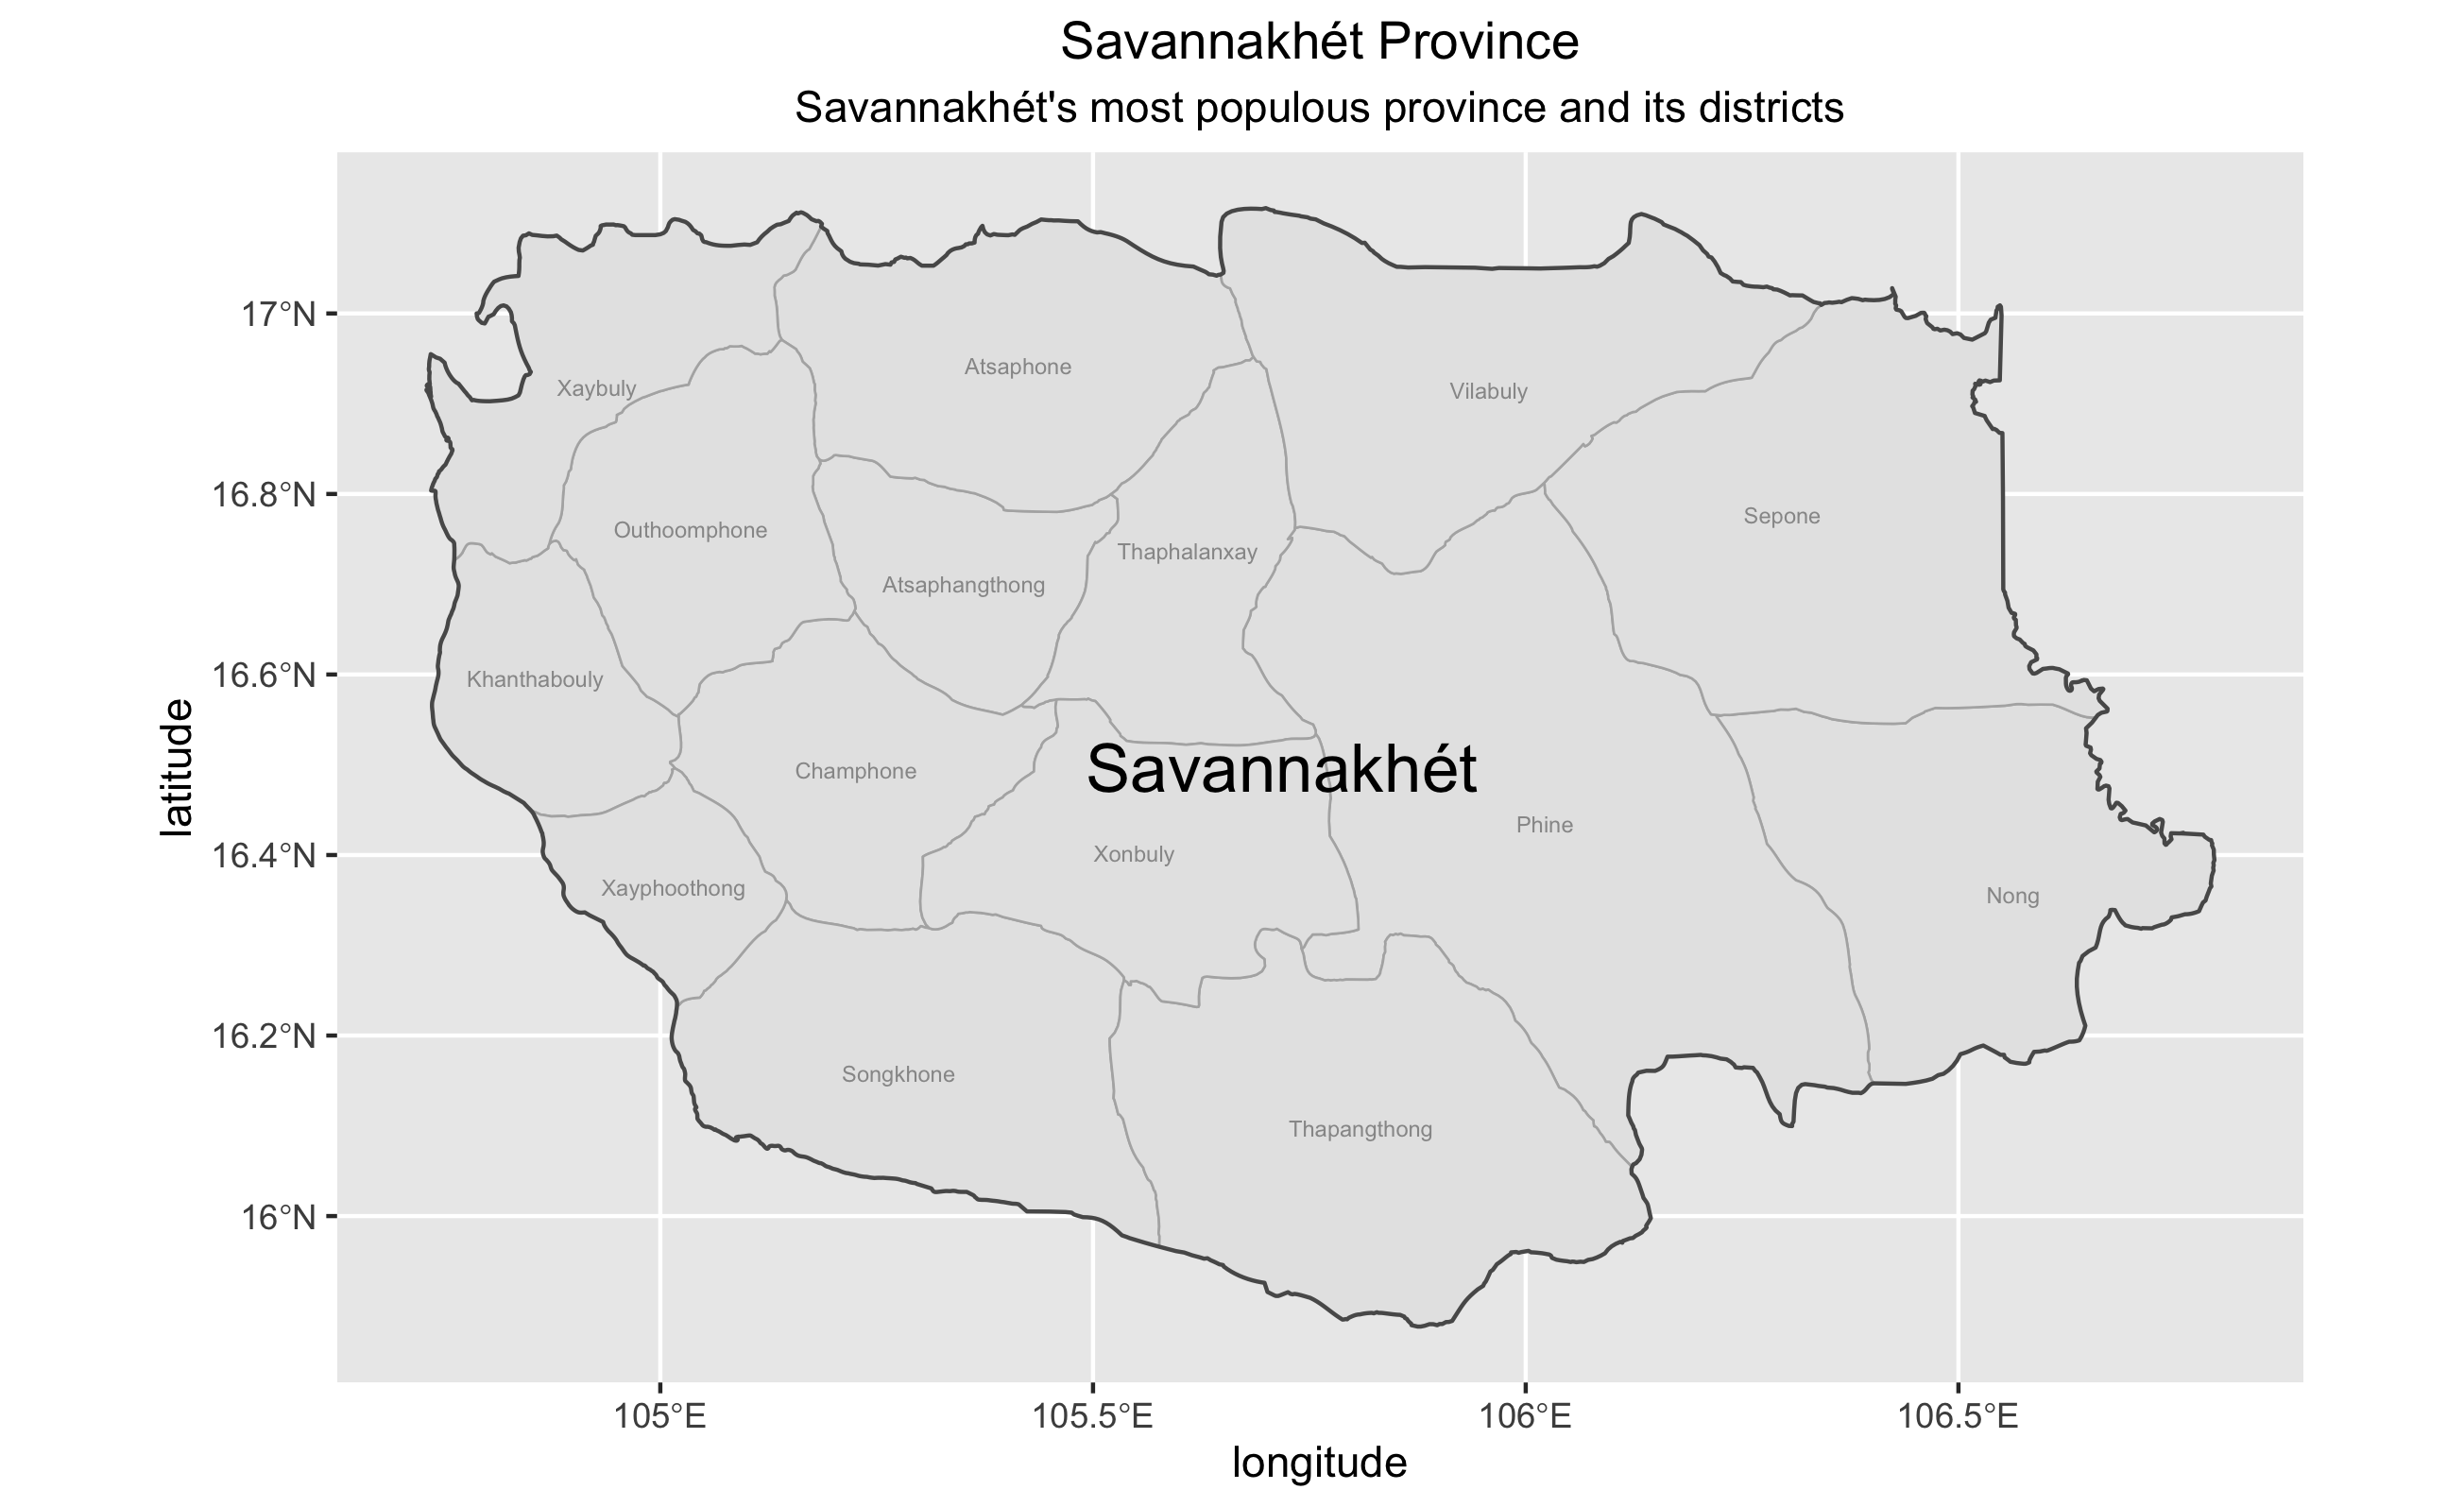 Savannakhét Province
Savannakhét's most populous province and its districts
17°N
16.8°N
16.6°N
16.4°N
16.2°N
16°N
latitude
Xaybuly
Atsaphone
Vilabuly
Outhoomphone
Sepone
Thaphalanxay
Atsaphangthong
Khanthabouly
Champhone
Savannakhét
Phine
Xonbuly
Xayphoothong
Nong
Songkhone
Thapangthong
105°E
105.5°E
106°E
106.5°E
longitude